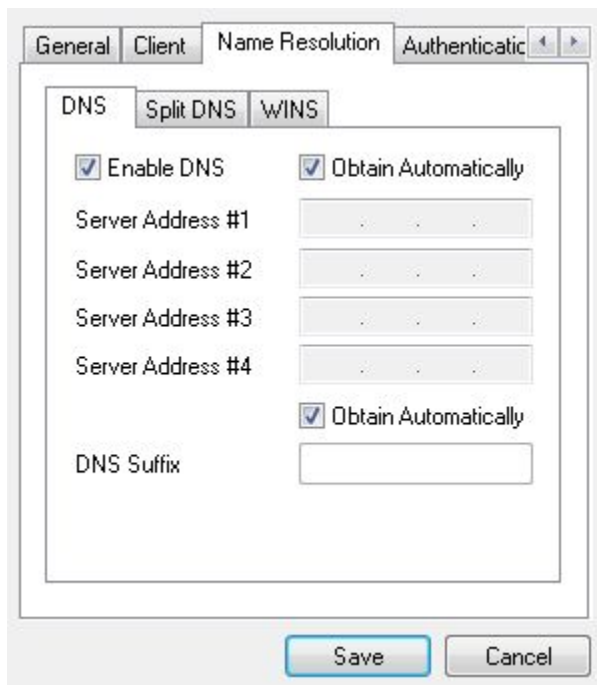 General Client Name Resolution Authenticatic
DNS Split DNS WINS
Enable DNS Obtain Automatically
Server Address #1 . . .
Server Address #2 . . .
Server Address #3 . . .
Server Address #4 . . .
Obtain Automatically
DNS Suffix
Save Cancel